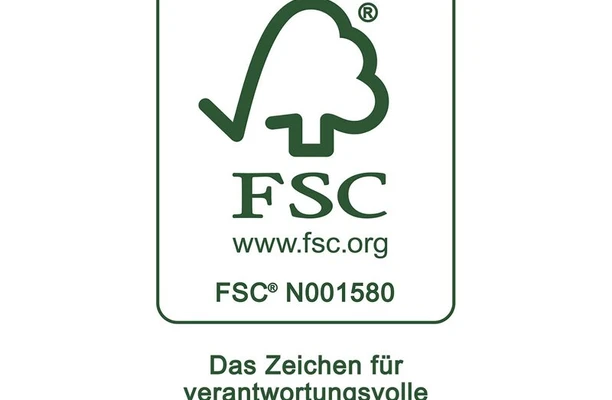 ®
FSC
www.fsc.org
FSC® N001580
Das Zeichen für
verantwortungsvolle